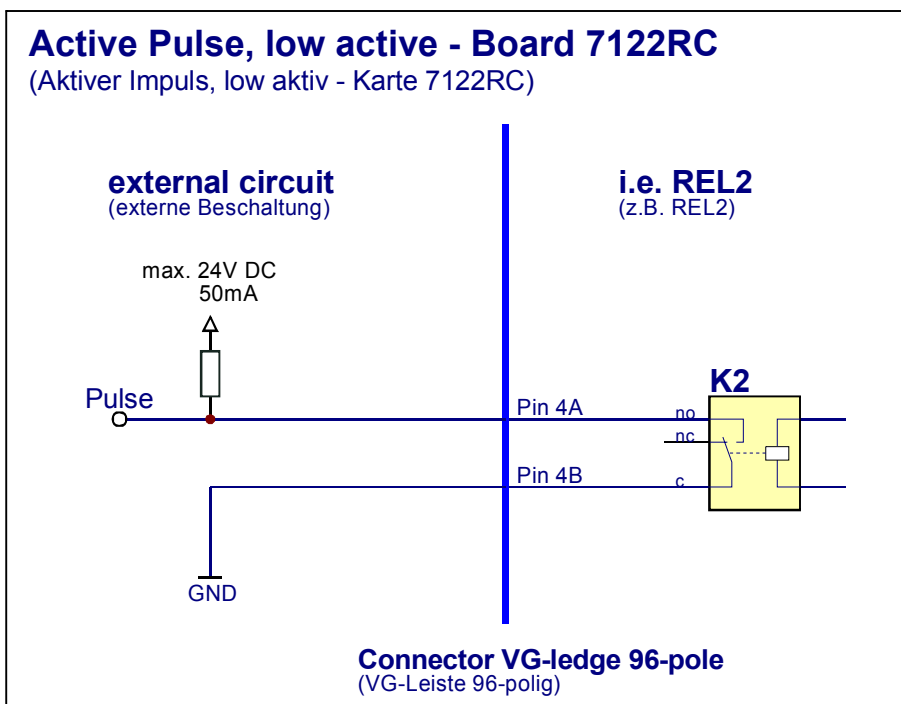 Active Pulse, low active - Board 7122RC
(Aktiver Impuls, low aktiv - Karte 7122RC)
external circuit
(externe Beschaltung)
i.e. REL2
(z.B. REL2)
max. 24V DC
50mA
K2
Pulse
Pin 4A
no
nc
Pin 4B
c
GND
Connector VG-ledge 96-pole
(VG-Leiste 96-polig)